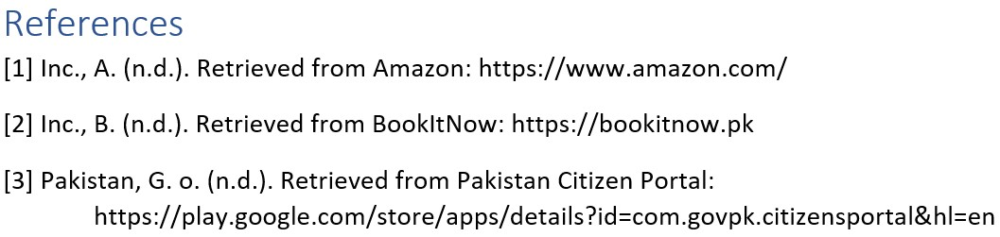 References
[1] Inc., A. (n.d.). Retrieved from Amazon: https://www.amazon.com/
[2] Inc., B. (n.d.). Retrieved from BookItNow: https://bookitnow.pk
[3] Pakistan, G. o. (n.d.). Retrieved from Pakistan Citizen Portal:
https://play.google.com/store/apps/details?id=com.govpk.citizensportal&hl=en